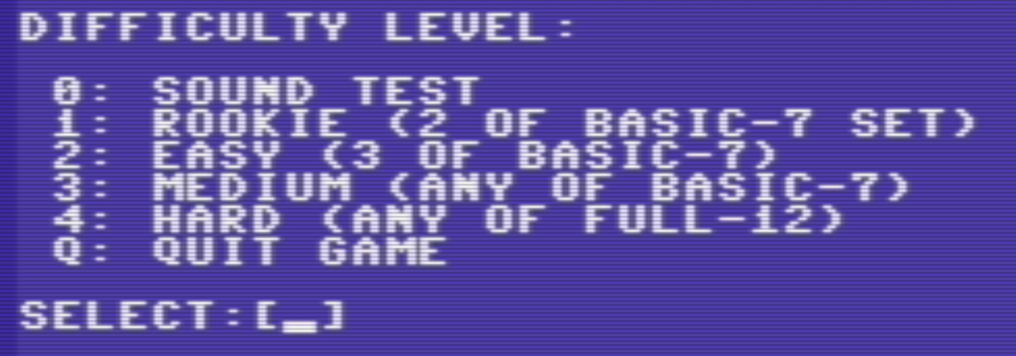 DIFFICULTY LEVEL:
0: SOUND TEST
1: ROOKIE (2 OF BASIC-7 SET)
2: EASY (3 OF BASIC-7)
3: MEDIUM (ANY OF BASIC-7)
4: HARD (ANY OF FULL-12)
Q: QUIT GAME
SELECT:[_]